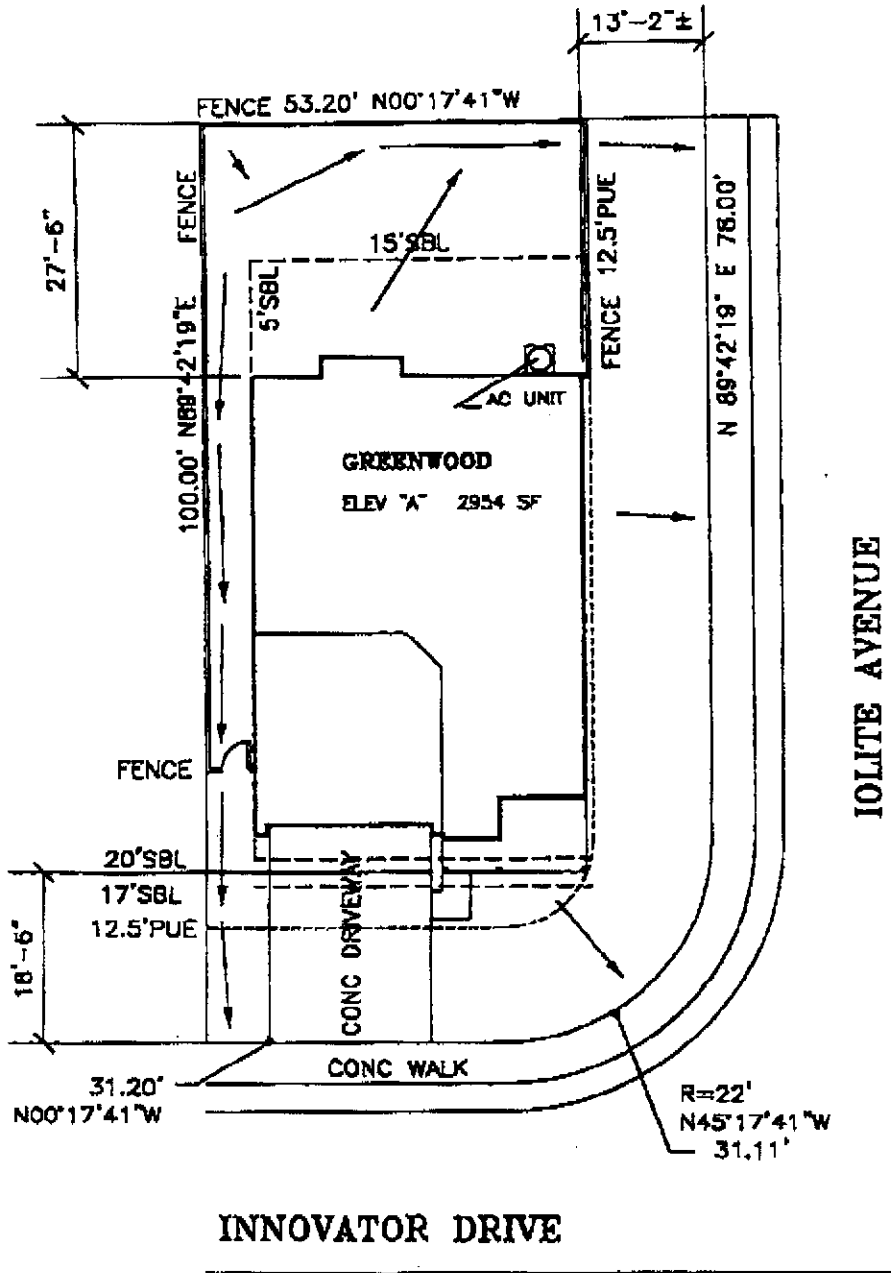 13'-2"±
FENCE 53.20' N00°17'41"W
27'-6"
FENCE
100.00' N89°42'19"E
15'SBL
5'SBL
FENCE 12.5'PUE
N 89°42'19" E 78.00'
AC UNIT
GREENWOOD
ELEV "A" 2954 SF
IOLITE AVENUE
FENCE
20'SBL
17'SBL
12.5'PUE
18'-6"
CONC DRIVEWAY
CONC WALK
31.20'
N00°17'41"W
R=22'
N45°17'41"W
31.11'
INNOVATOR DRIVE